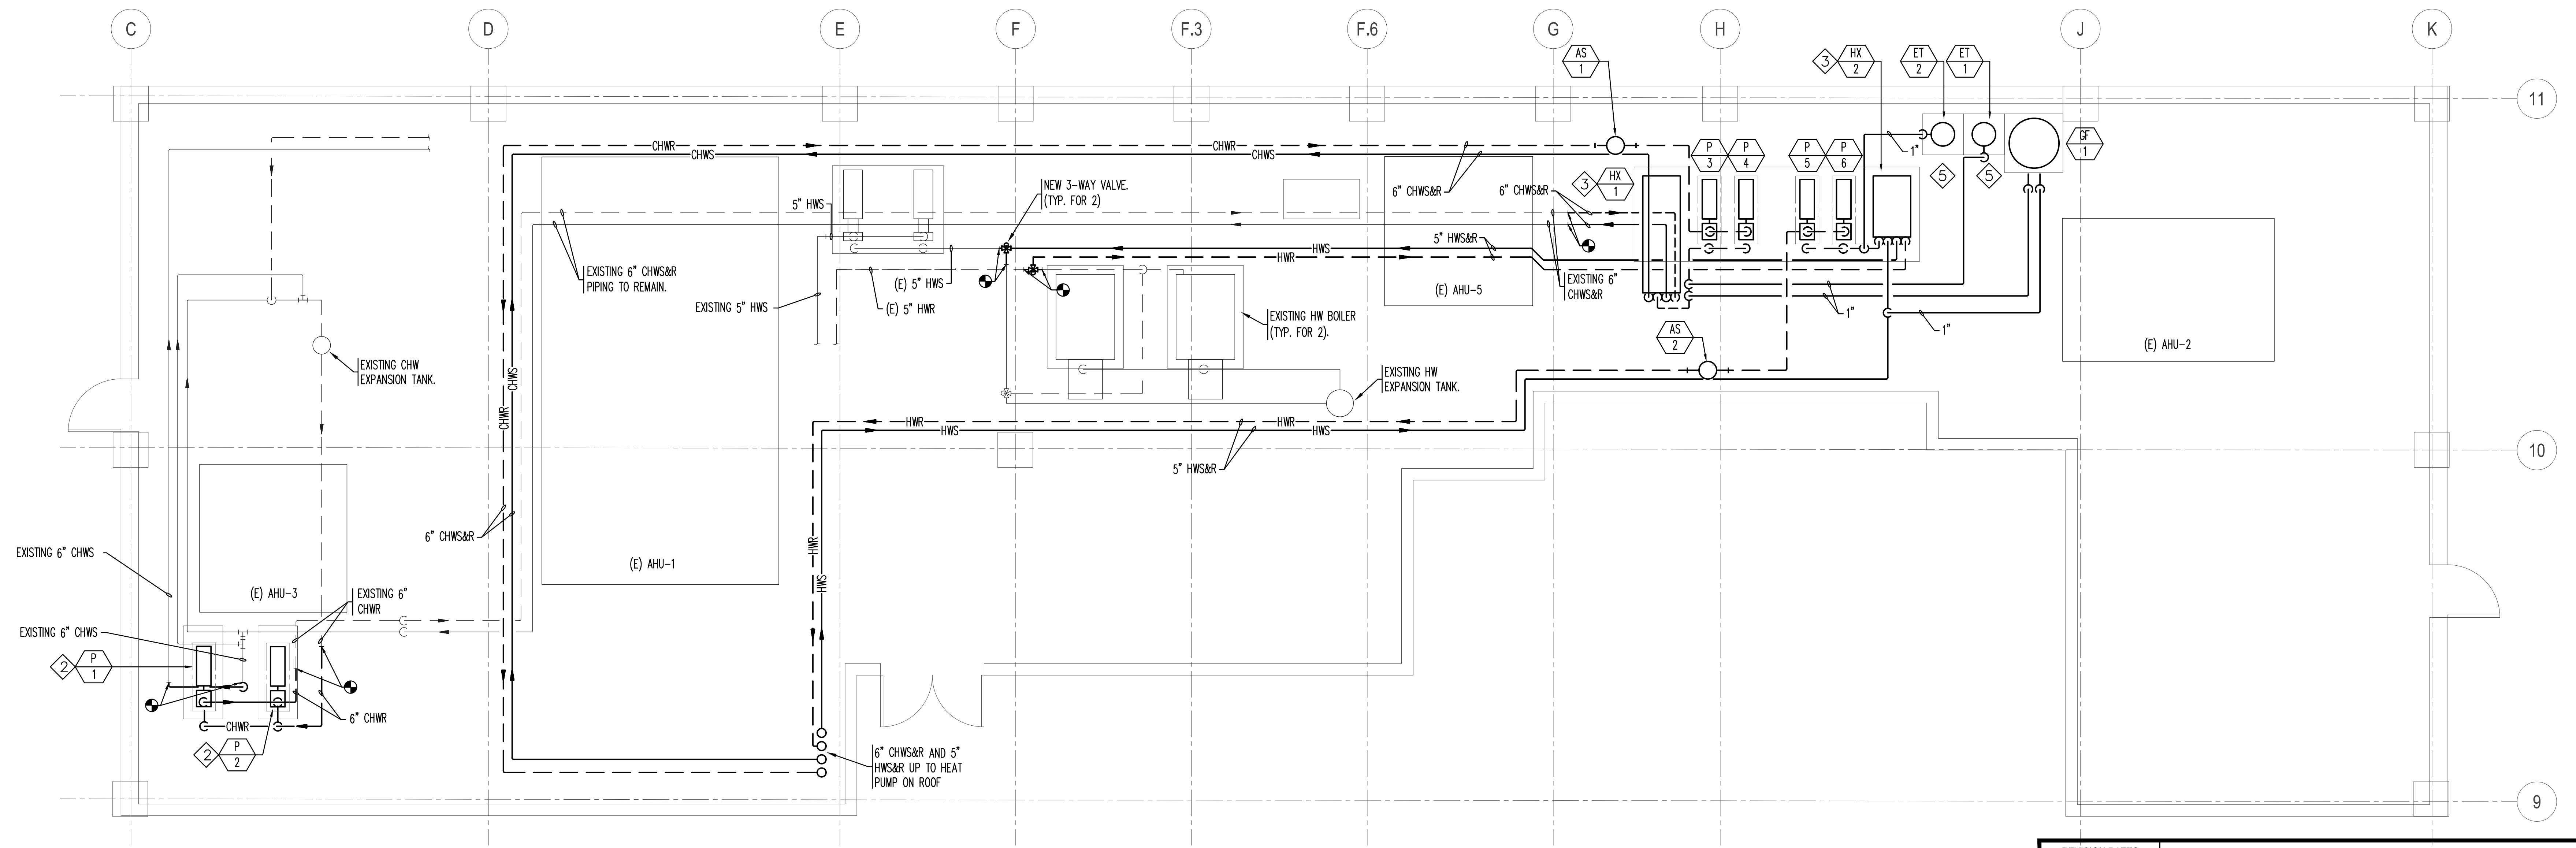 C
D
E
F
F.3
F.6
G
H
J
K
11
10
9
AS
1
3
HX
2
ET
2
ET
1
GF
1
5
5
1"
P
3
P
4
P
5
P
6
3
HX
1
CHWR
CHWS
CHWR
CHWS
6" CHWS&R
6" CHWS&R
5" HWS
NEW 3-WAY VALVE.
(TYP. FOR 2)
HWS
HWR
5" HWS&R
EXISTING 6" CHWS&R
PIPING TO REMAIN.
EXISTING 5" HWS
(E) 5" HWS
(E) 5" HWR
EXISTING HW BOILER
(TYP. FOR 2).
(E) AHU-5
EXISTING 6"
CHWS&R
1"
1"
AS
2
(E) AHU-2
EXISTING CHW
EXPANSION TANK.
EXISTING HW
EXPANSION TANK.
CHWR
CHWS
HWR
HWS
HWR
HWS
5" HWS&R
6" CHWS&R
EXISTING 6" CHWS
(E) AHU-1
HWR
HWS
(E) AHU-3
EXISTING 6"
CHWR
EXISTING 6" CHWS
2
P
1
6" CHWR
CHWR
2
P
2
6" CHWS&R AND 5"
HWS&R UP TO HEAT
PUMP ON ROOF